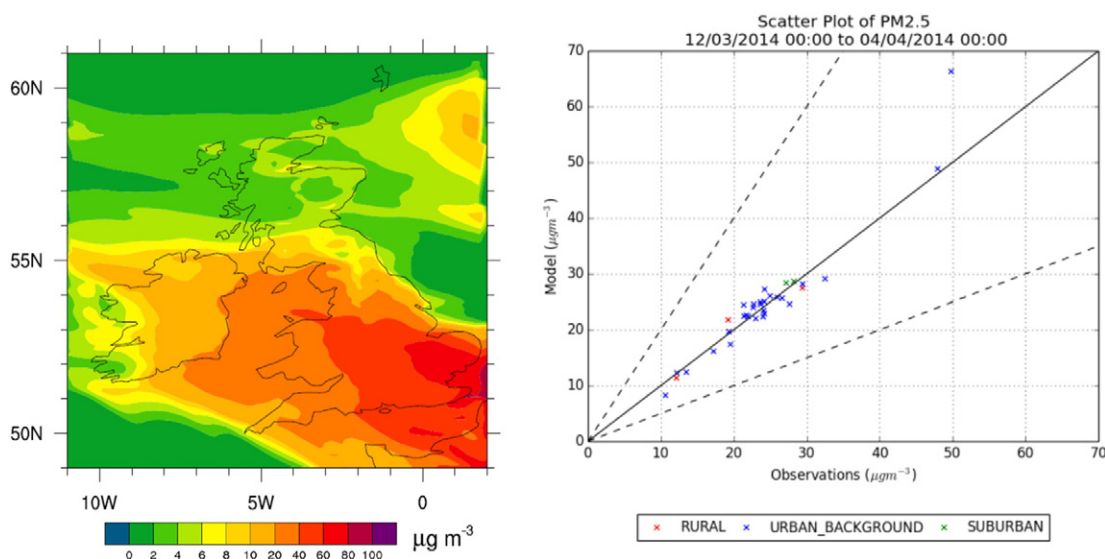 60N
55N
50N
10W 5W 0
0 2 4 6 8 10 20 40 60 80 100
µg m⁻³
Scatter Plot of PM2.5
12/03/2014 00:00 to 04/04/2014 00:00
Model (μgm⁻³)
70
60
50
40
30
20
10
0
0 10 20 30 40 50 60 70
Observations (μgm⁻³)
RURAL URBAN_BACKGROUND SUBURBAN